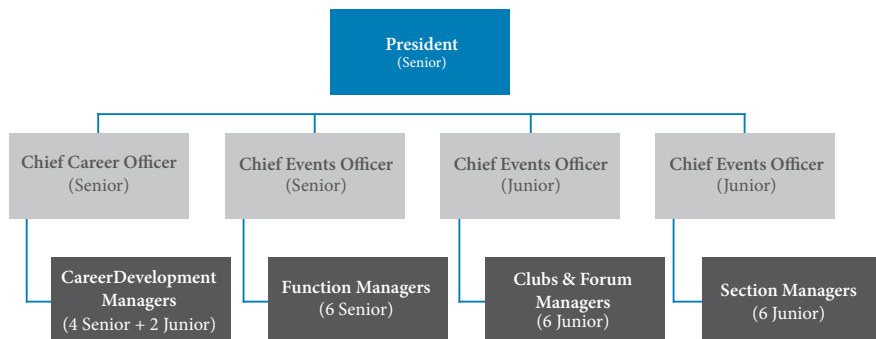 President
(Senior)
Chief Career Officer
(Senior)
Chief Events Officer
(Senior)
Chief Events Officer
(Junior)
Chief Events Officer
(Junior)
CareerDevelopment
Managers
(4 Senior + 2 Junior)
Function Managers
(6 Senior)
Clubs & Forum
Managers
(6 Junior)
Section Managers
(6 Junior)